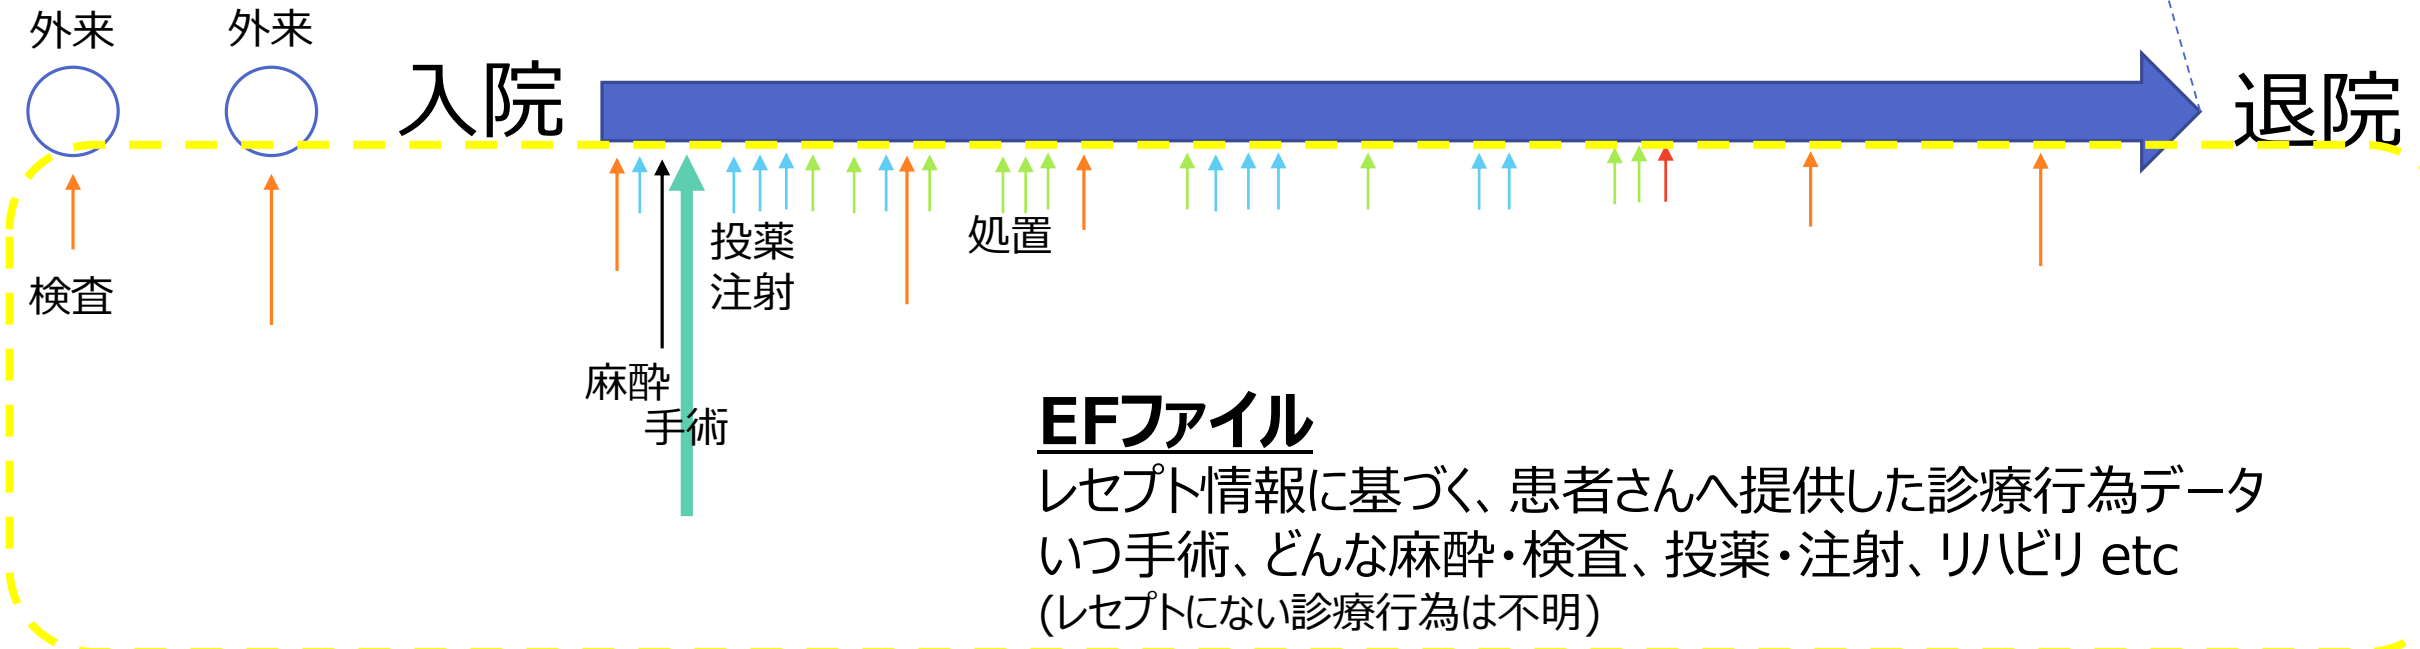 外来
外来
入院
退院
検査
投薬
注射
処置
麻酔
手術
EFファイル
レセプト情報に基づく、患者さんへ提供した診療行為データ
いつ手術、どんな麻酔・検査、投薬・注射、リハビリ etc
(レセプトにない診療行為は不明)